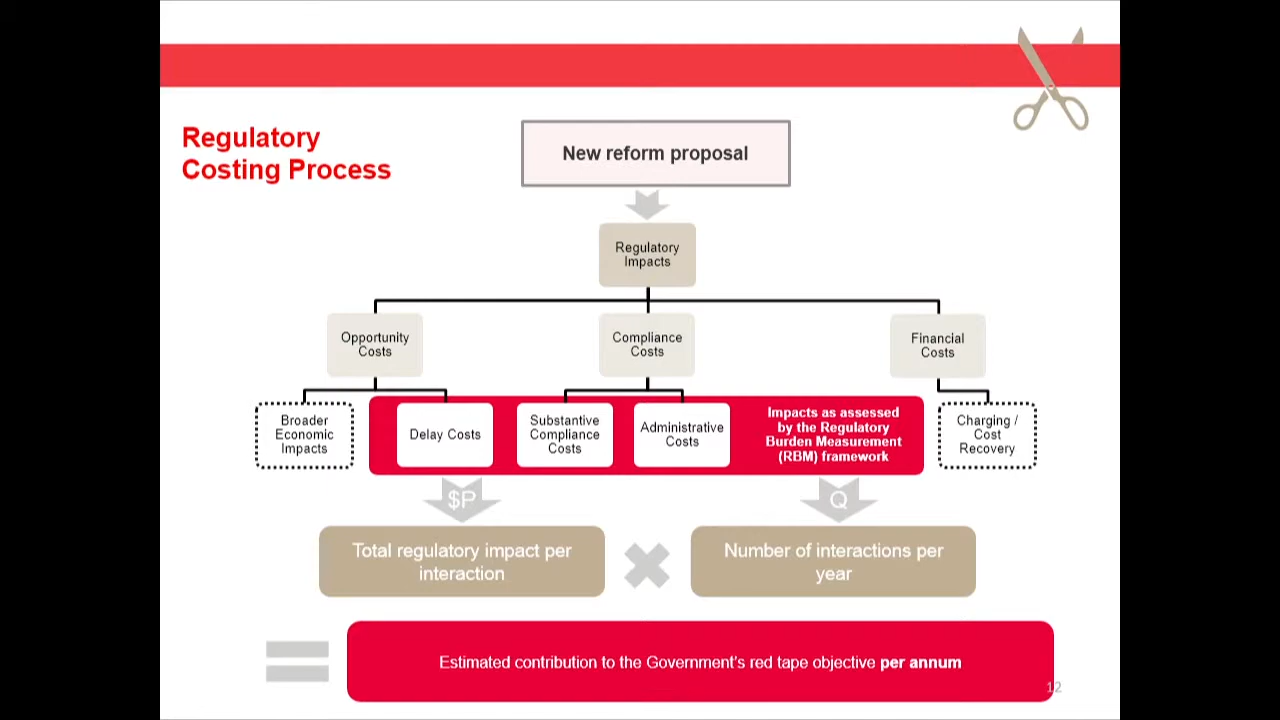 Regulatory
Costing Process
New reform proposal
Regulatory
Impacts
Opportunity
Costs
Compliance
Costs
Financial
Costs
Broader
Economic
Impacts
Delay Costs
Substantive
Compliance
Costs
Administrative
Costs
Impacts as assessed
by the Regulatory
Burden Measurement
(RBM) framework
Charging /
Cost
Recovery
$P
Q
Total regulatory impact per
interaction
Number of interactions per
year
Estimated contribution to the Government's red tape objective per annum
12